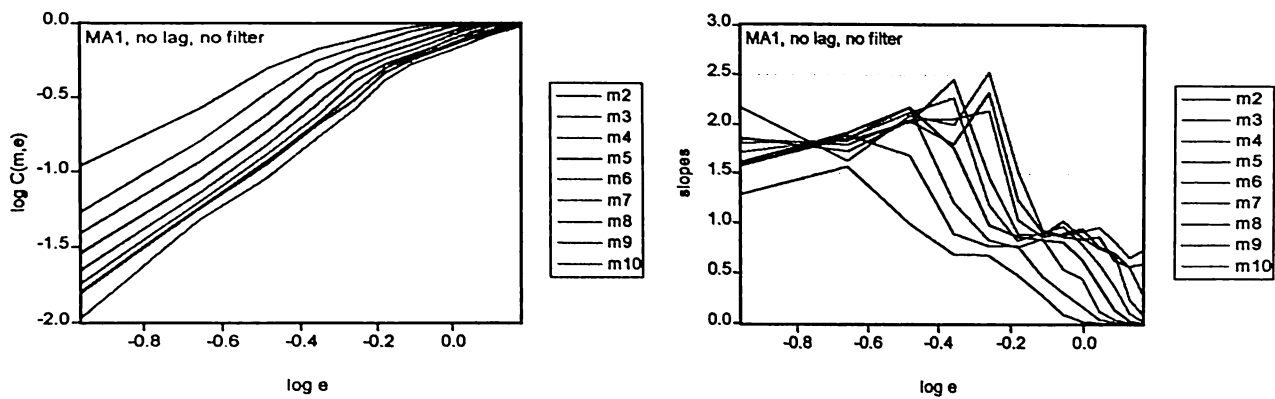 MA1, no lag, no filter
0.0
-0.5
-1.0
-1.5
-2.0
log C(m,e)
-0.8
-0.6
-0.4
-0.2
0.0
log e
m2
m3
m4
m5
m6
m7
m8
m9
m10
MA1, no lag, no filter
3.0
2.5
2.0
1.5
1.0
0.5
0.0
slopes
-0.8
-0.6
-0.4
-0.2
0.0
log e
m2
m3
m4
m5
m6
m7
m8
m9
m10